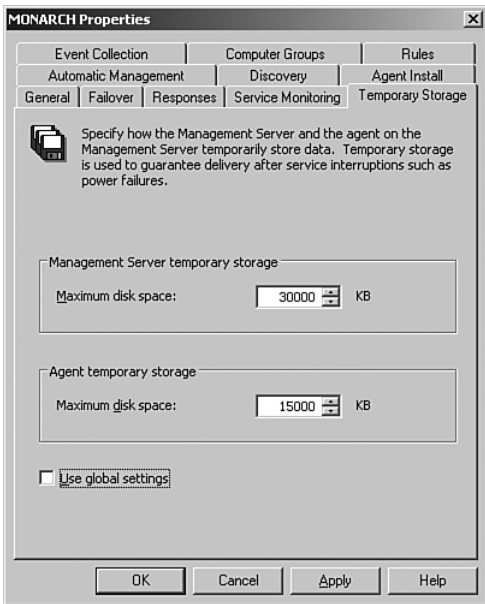 MONARCH Properties
Event Collection Computer Groups Rules
Automatic Management Discovery Agent Install
General Failover Responses Service Monitoring Temporary Storage
Specify how the Management Server and the agent on the
Management Server temporarily store data. Temporary storage
is used to guarantee delivery after service interruptions such as
power failures.
Management Server temporary storage
Maximum disk space: 30000 KB
Agent temporary storage
Maximum disk space: 15000 KB
Use global settings
OK Cancel Apply Help